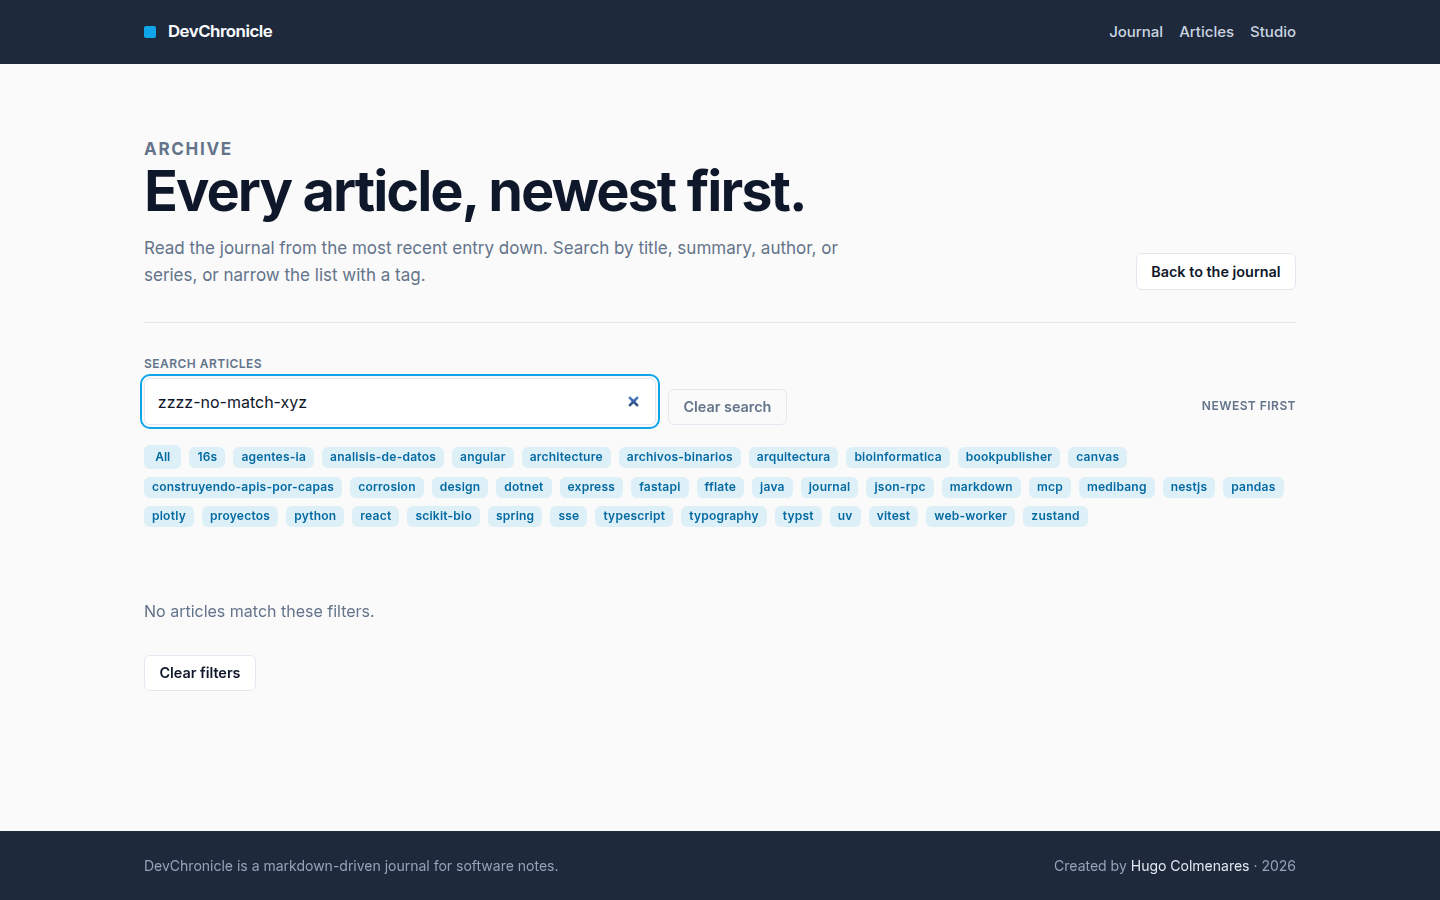 DevChronicle
Journal Articles Studio
ARCHIVE
Every article, newest first.
Read the journal from the most recent entry down. Search by title, summary, author, or
series, or narrow the list with a tag.
Back to the journal
SEARCH ARTICLES
zzzz-no-match-xyz
Clear search
NEWEST FIRST
All 16s agentes-ia analisis-de-datos angular architecture archivos-binarios arquitectura bioinformatica bookpublisher canvas
construyendo-apis-por-capas corrosion design dotnet express fastapi fflate java journal json-rpc markdown mcp medibang nestjs pandas
plotly proyectos python react scikit-bio spring sse typescript typography typst uv vitest web-worker zustand
No articles match these filters.
Clear filters
DevChronicle is a markdown-driven journal for software notes.
Created by Hugo Colmenares · 2026